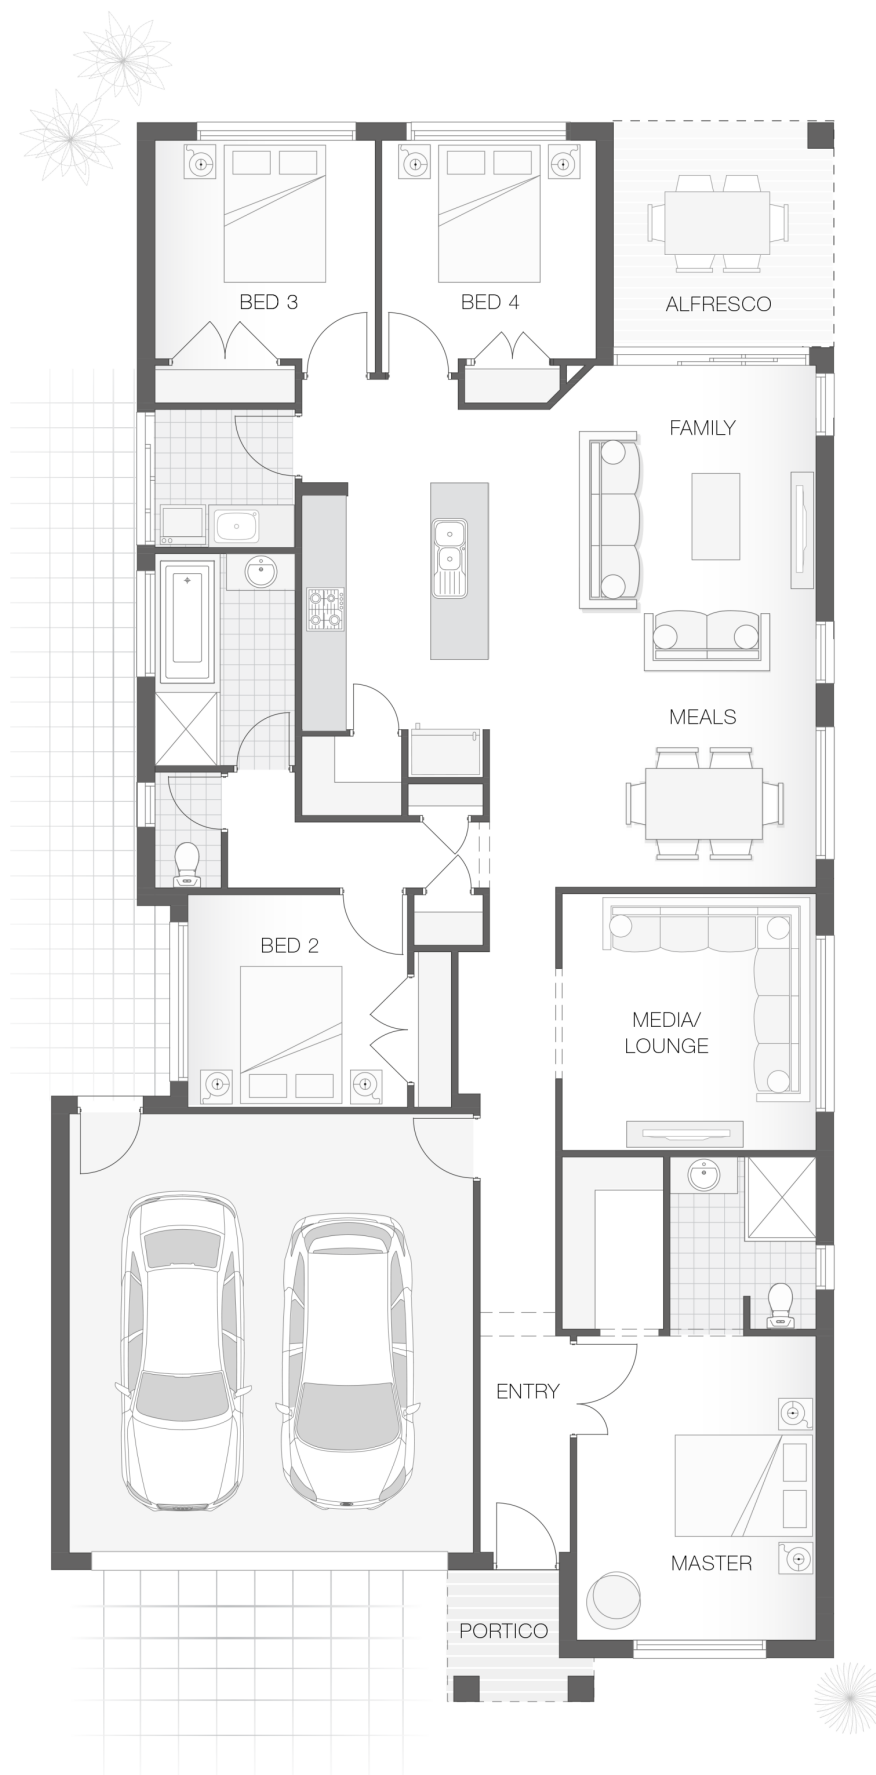 BED 3
BED 4
ALFRESCO
FAMILY
MEALS
BED 2
MEDIA/
LOUNGE
ENTRY
MASTER
PORTICO